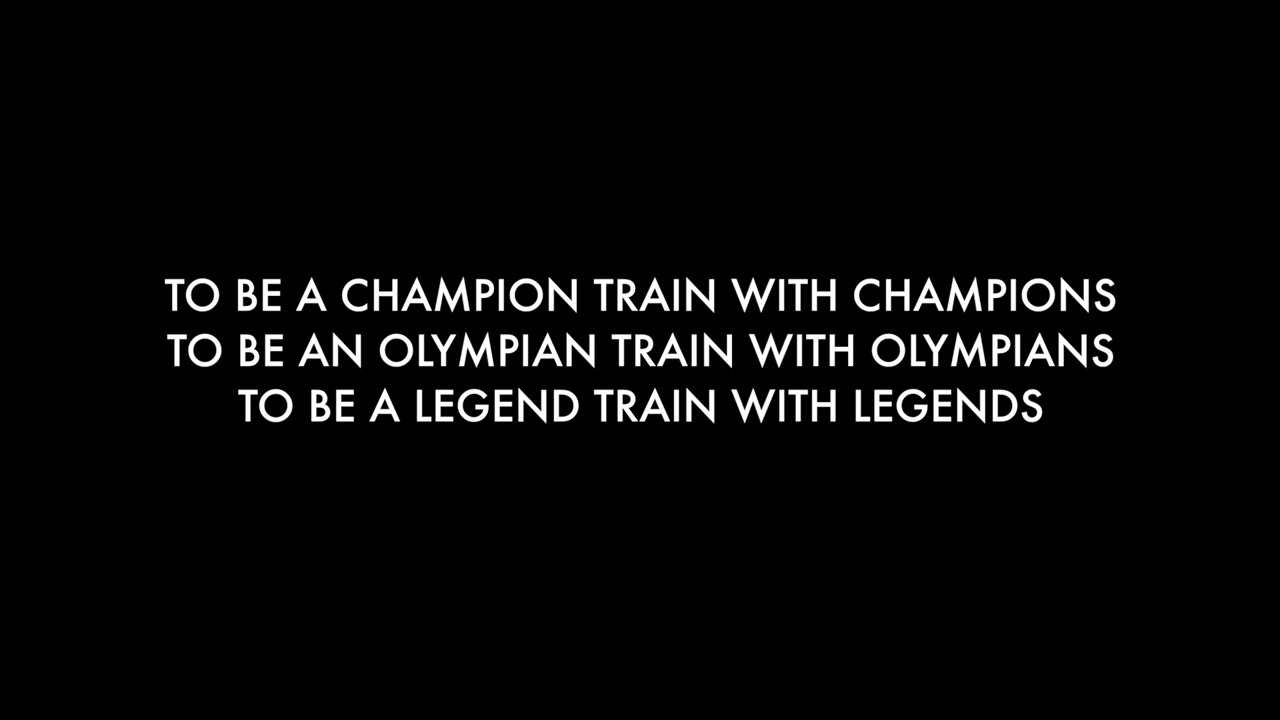 TO BE A CHAMPION TRAIN WITH CHAMPIONS
TO BE AN OLYMPIAN TRAIN WITH OLYMPIANS
TO BE A LEGEND TRAIN WITH LEGENDS